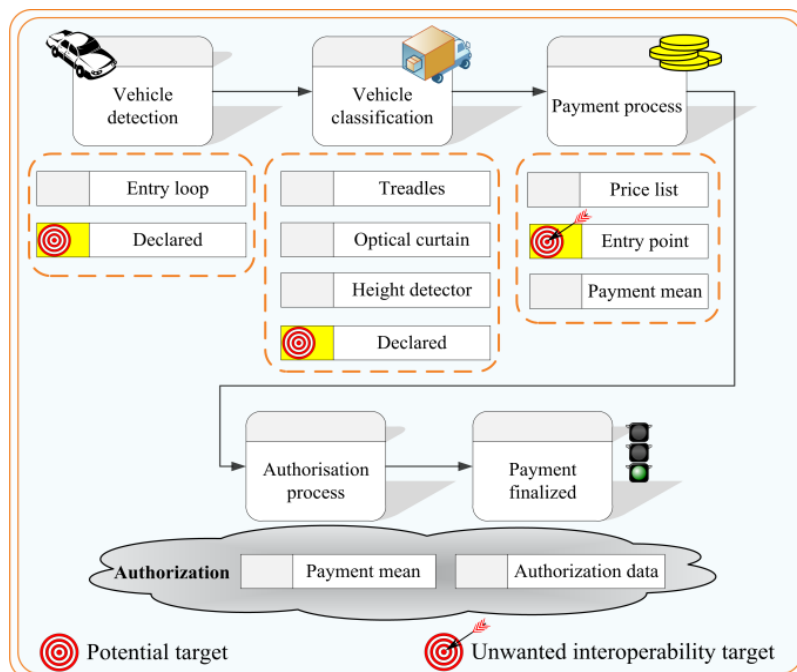 Vehicle
detection
Vehicle
classification
Payment process
Entry loop
Declared
Treadles
Optical curtain
Height detector
Declared
Price list
Entry point
Payment mean
Authorisation
process
Payment
finalized
Authorization
Payment mean
Authorization data
Potential target
Unwanted interoperability target